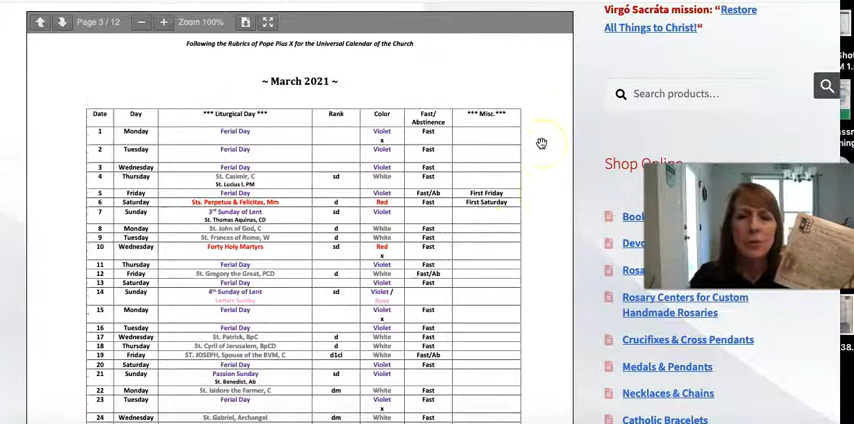 Page 3 / 12
Zoom 100%
Following the Rubrics of Pope Pius X for the Universal Calendar of the Church
~ March 2021 ~
Date Day *** Liturgical Day *** Rank Color Fast/ Abstinence *** Misc.***
1 Monday Ferial Day Violet x Fast
2 Tuesday Ferial Day Violet Fast
3 Wednesday Ferial Day Violet Fast
4 Thursday St. Casimir, C sd White Fast
St. Lucius I, PM
5 Friday Ferial Day Violet Fast/Ab First Friday
6 Saturday Sts. Perpetua & Felicitas, Mm d Red Fast First Saturday
7 Sunday 3rd Sunday of Lent sd Violet
St. Thomas Aquinas, CD
8 Monday St. John of God, C d White Fast
9 Tuesday St. Frances of Rome, W d White Fast
10 Wednesday Forty Holy Martyrs sd Red x Fast
11 Thursday Ferial Day Violet Fast
12 Friday St. Gregory the Great, PCD d White Fast/Ab
13 Saturday Ferial Day Violet Fast
14 Sunday 4th Sunday of Lent sd Violet /
Laetare Sunday Rose
15 Monday Ferial Day Violet x Fast
16 Tuesday Ferial Day Violet Fast
17 Wednesday St. Patrick, BpC d White Fast
18 Thursday St. Cyril of Jerusalem, BpCD d White Fast
19 Friday ST. JOSEPH, Spouse of the BVM, C d1cl White Fast/Ab
20 Saturday Ferial Day Violet Fast
21 Sunday Passion Sunday sd Violet
St. Benedict, Ab
22 Monday St. Isidore the Farmer, C dm White Fast
23 Tuesday Ferial Day Violet x Fast
24 Wednesday St. Gabriel, Archangel dm White Fast
Virgó Sacráta mission: “Restore
All Things to Christ!“
Search products…
Shop Online
Rosary Centers for Custom
Handmade Rosaries
Crucifixes & Cross Pendants
Medals & Pendants
Necklaces & Chains
Catholic Bracelets